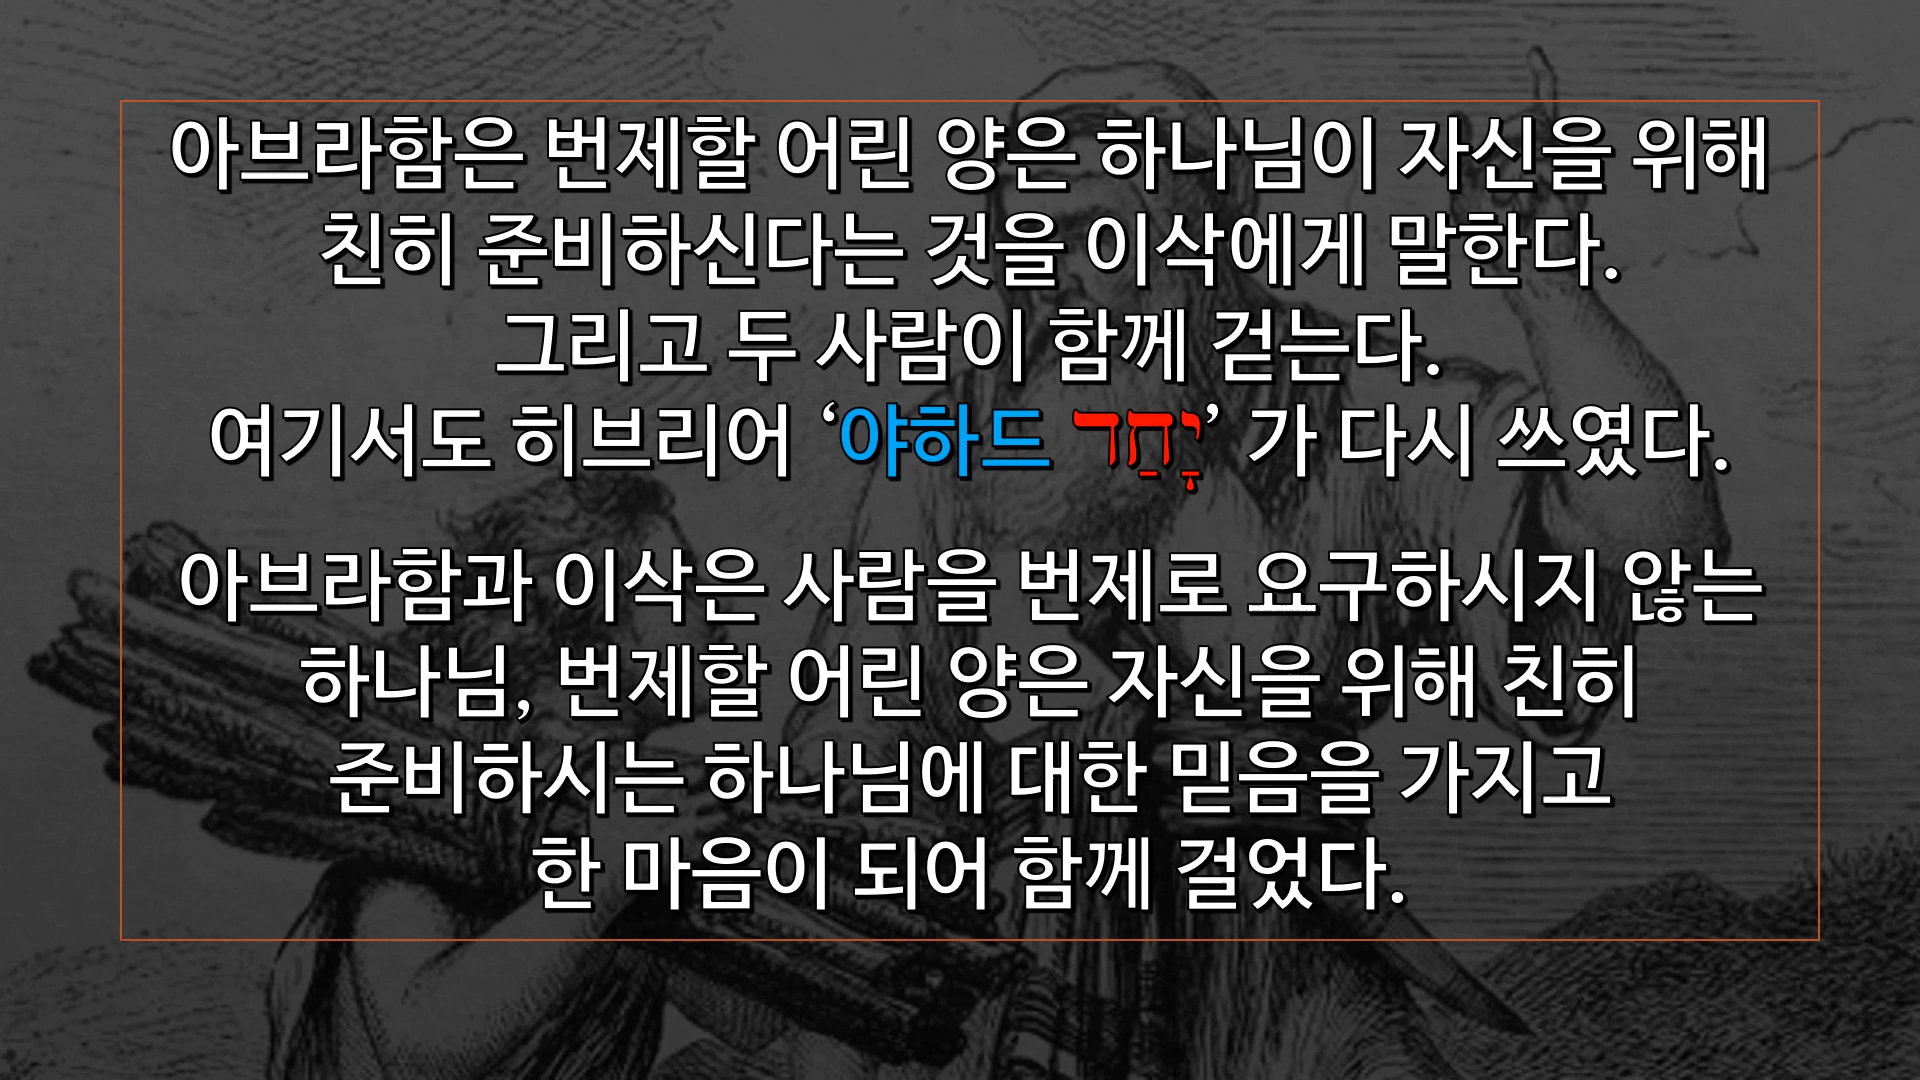 아브라함은 번제할 어린 양은 하나님이 자신을 위해
친히 준비하신다는 것을 이삭에게 말한다.
그리고 두 사람이 함께 걷는다.
여기서도 히브리어 ‘야하드 יָחַד’ 가 다시 쓰였다.
아브라함과 이삭은 사람을 번제로 요구하시지 않는
하나님, 번제할 어린 양은 자신을 위해 친히
준비하시는 하나님에 대한 믿음을 가지고
한 마음이 되어 함께 걸었다.